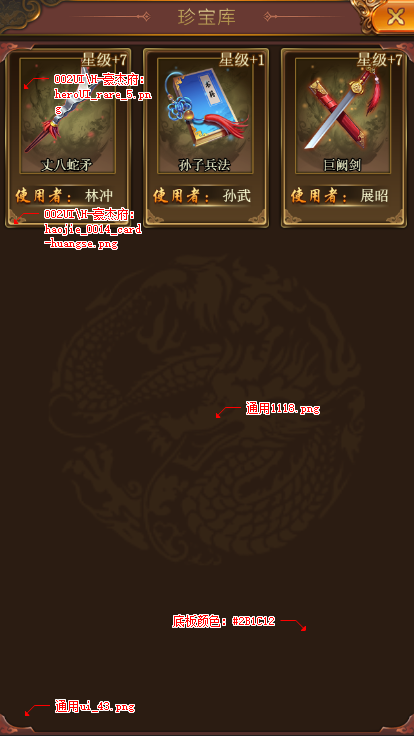 珍宝库
星级+7
星级+1
星级+7
002UI\H-豪杰府:
heroUI_rare_5.pn
g
丈八蛇矛
孙子兵法
巨阙剑
使用者： 林冲
使用者： 孙武
使用者： 展昭
002UI\H-豪杰府:
haojie_0014_card
-huangse.png
通用1118.png
底板颜色：#2B1C12
通用ui_43.png